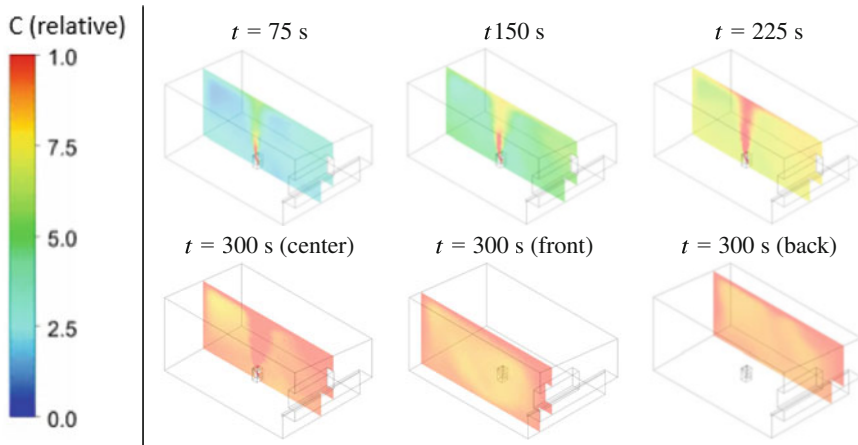 C (relative)
1.0
7.5
5.0
2.5
0.0
t = 75 s
t150 s
t = 225 s
t = 300 s (center)
t = 300 s (front)
t = 300 s (back)